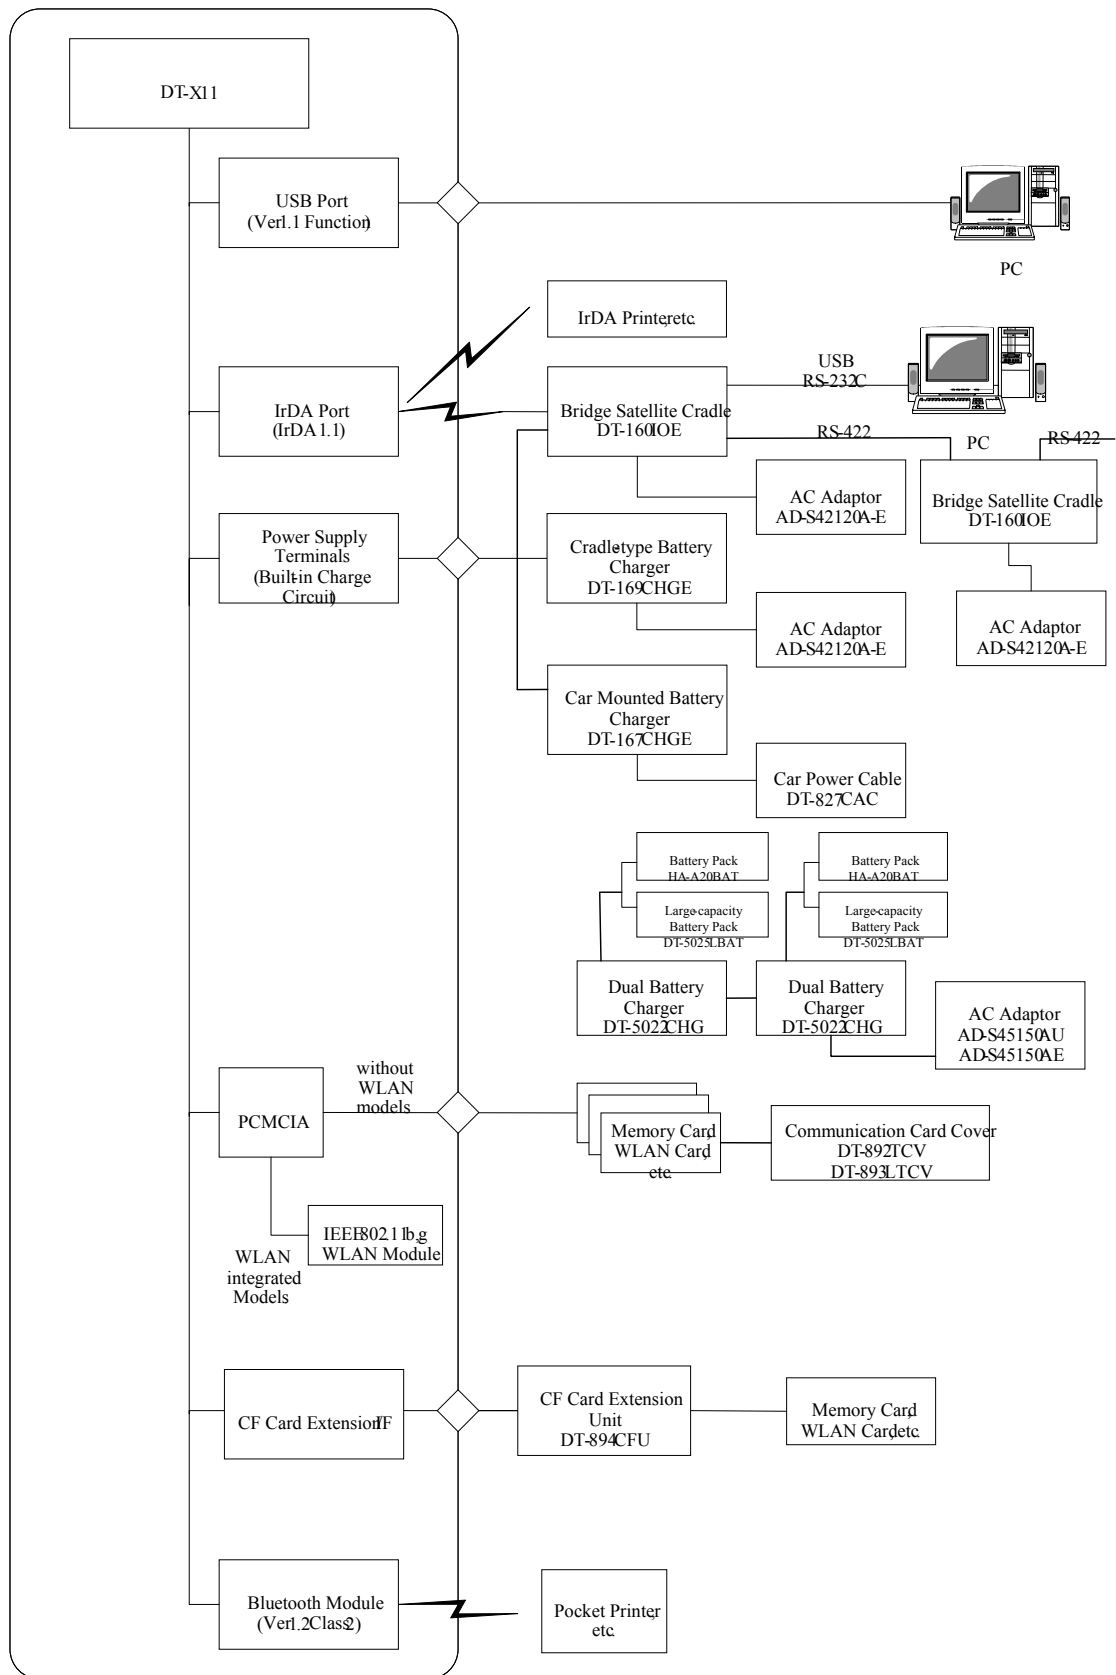 DT-X11
USB Port
(Ver1.1 Function)
PC
IrDA Printer,etc.
IrDA Port
(IrDA 1.1)
Bridge Satellite Cradle
DT-160IOE
USB
RS-232C
RS-422
PC
RS-422
Bridge Satellite Cradle
DT-160IOE
AC Adaptor
AD-S42120A-E
Power Supply
Terminals
(Built-in Charge
Circuit)
Cradle-type Battery
Charger
DT-169CHGE
AC Adaptor
AD-S42120A-E
AC Adaptor
AD-S42120A-E
Car Mounted Battery
Charger
DT-167CHGE
Car Power Cable
DT-827CAC
Battery Pack
HA-A20BAT
Battery Pack
HA-A20BAT
Large-capacity
Battery Pack
DT-5025LBAT
Large-capacity
Battery Pack
DT-5025LBAT
Dual Battery
Charger
DT-5022CHG
Dual Battery
Charger
DT-5022CHG
AC Adaptor
AD-S45150AU
AD-S45150AE
PCMCIA
without
WLAN
models
Memory Card,
WLAN Card,
etc.
Communication Card Cover
DT-892TCV
DT-893LTCV
IEEE802.11b,g
WLAN Module
WLAN
integrated
Models
CF Card Extension I/F
CF Card Extension
Unit
DT-894CFU
Memory Card,
WLAN Card,etc.
Bluetooth Module
(Ver1.2Class2)
Pocket Printer,
etc.